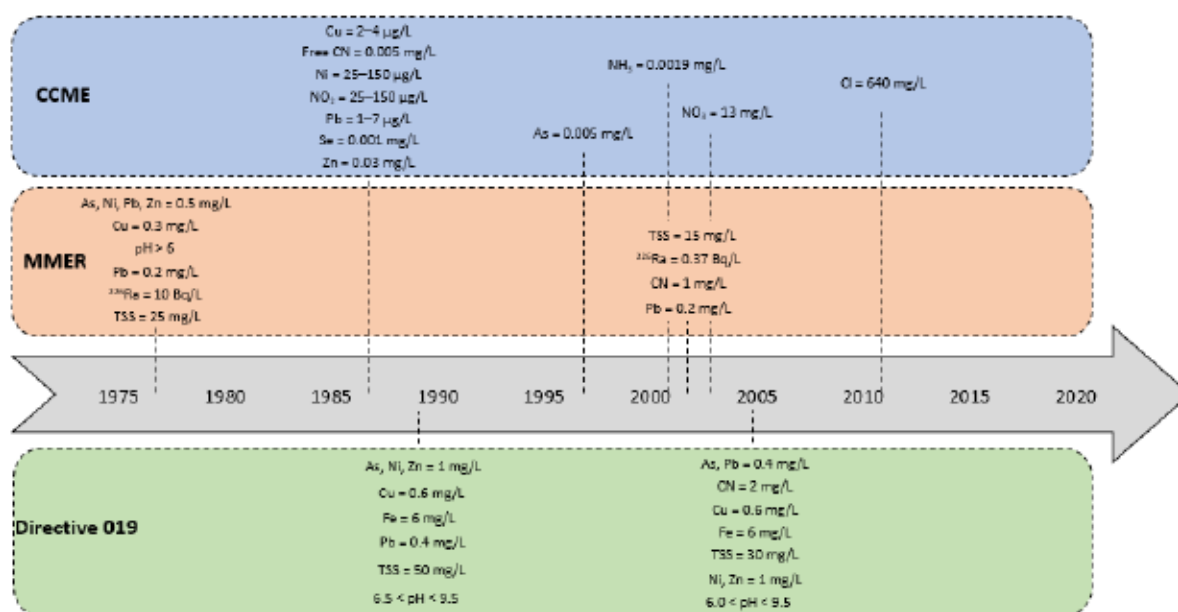 CCME
Cu = 2–4 µg/L
Free CN = 0.005 mg/L
Ni = 25–150 µg/L
NO₂ = 25–150 µg/L
Pb = 1–7 µg/L
Se = 0.001 mg/L
Zn = 0.03 mg/L
As = 0.005 mg/L
NH₃ = 0.0019 mg/L
NO₃ = 13 mg/L
Cl = 640 mg/L
MMER
As, Ni, Pb, Zn = 0.5 mg/L
Cu = 0.3 mg/L
pH > 6
Pb = 0.2 mg/L
²²⁶Ra = 10 Bq/L
TSS = 25 mg/L
TSS = 15 mg/L
²²⁶Ra = 0.37 Bq/L
CN = 1 mg/L
Pb = 0.2 mg/L
1975 1980 1985 1990 1995 2000 2005 2010 2015 2020
Directive 019
As, Ni, Zn = 1 mg/L
Cu = 0.6 mg/L
Fe = 6 mg/L
Pb = 0.4 mg/L
TSS = 50 mg/L
6.5 < pH < 9.5
As, Pb = 0.4 mg/L
CN = 2 mg/L
Cu = 0.6 mg/L
Fe = 6 mg/L
TSS = 30 mg/L
Ni, Zn = 1 mg/L
6.0 < pH < 9.5